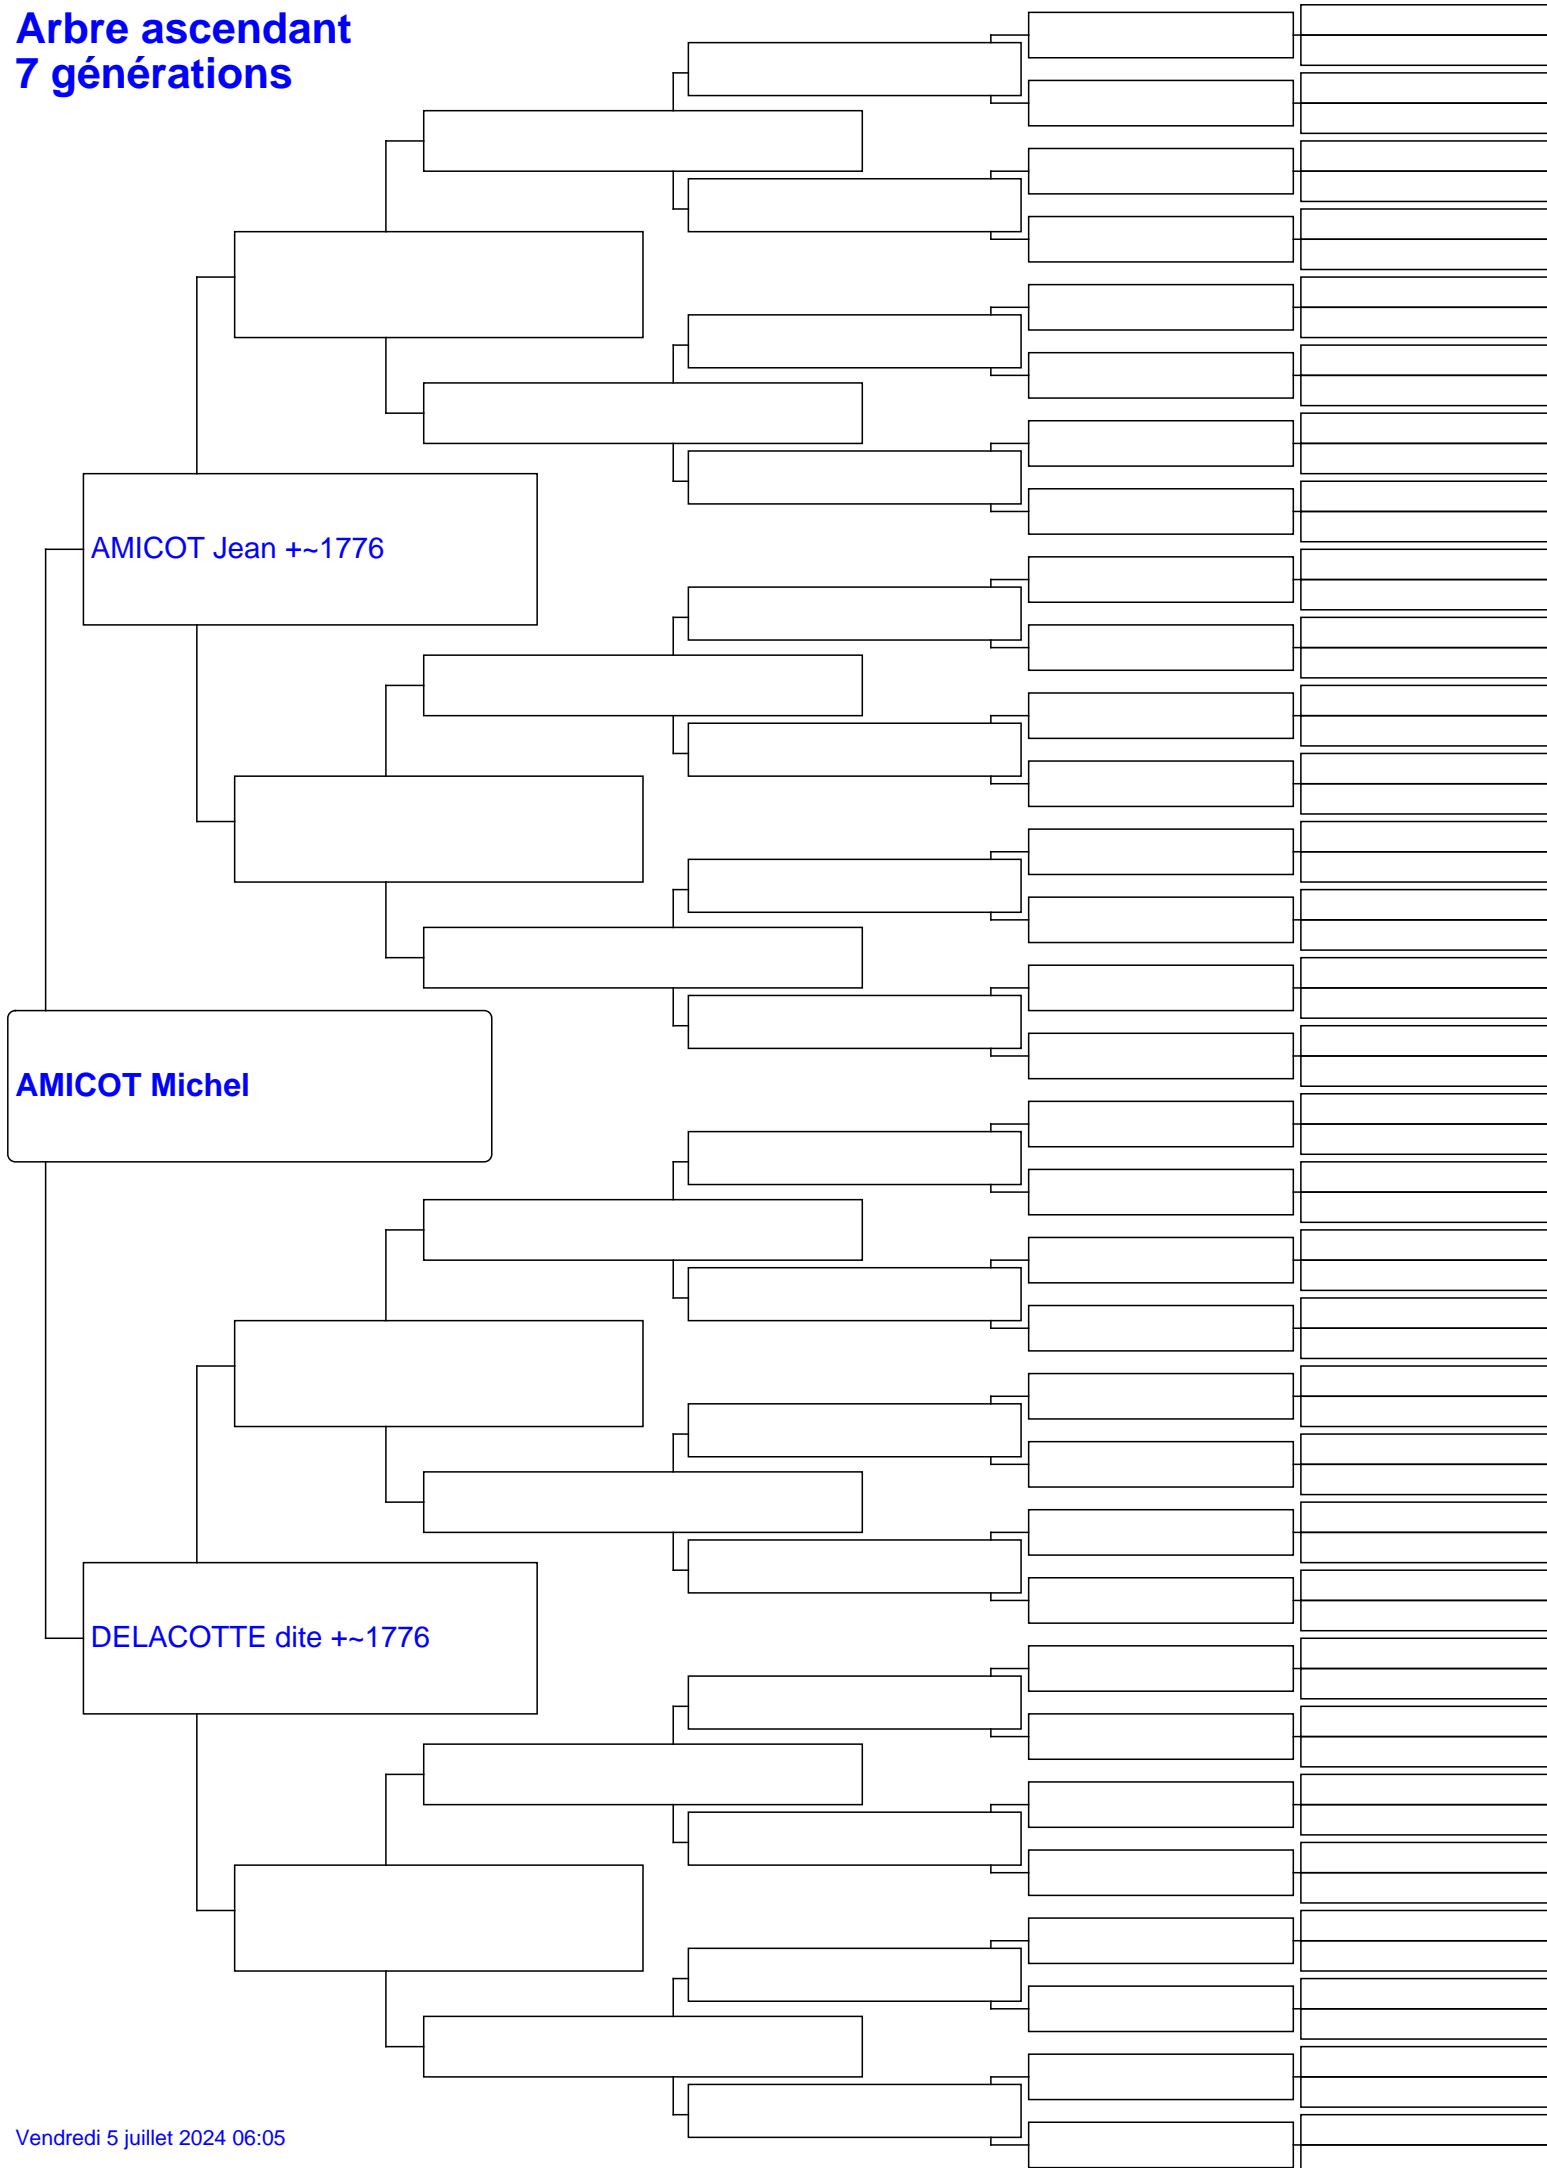 Arbre ascendant
7 générations
AMICOT Jean +~1776
AMICOT Michel
DELACOTTE dite +~1776
Vendredi 5 juillet 2024 06:05